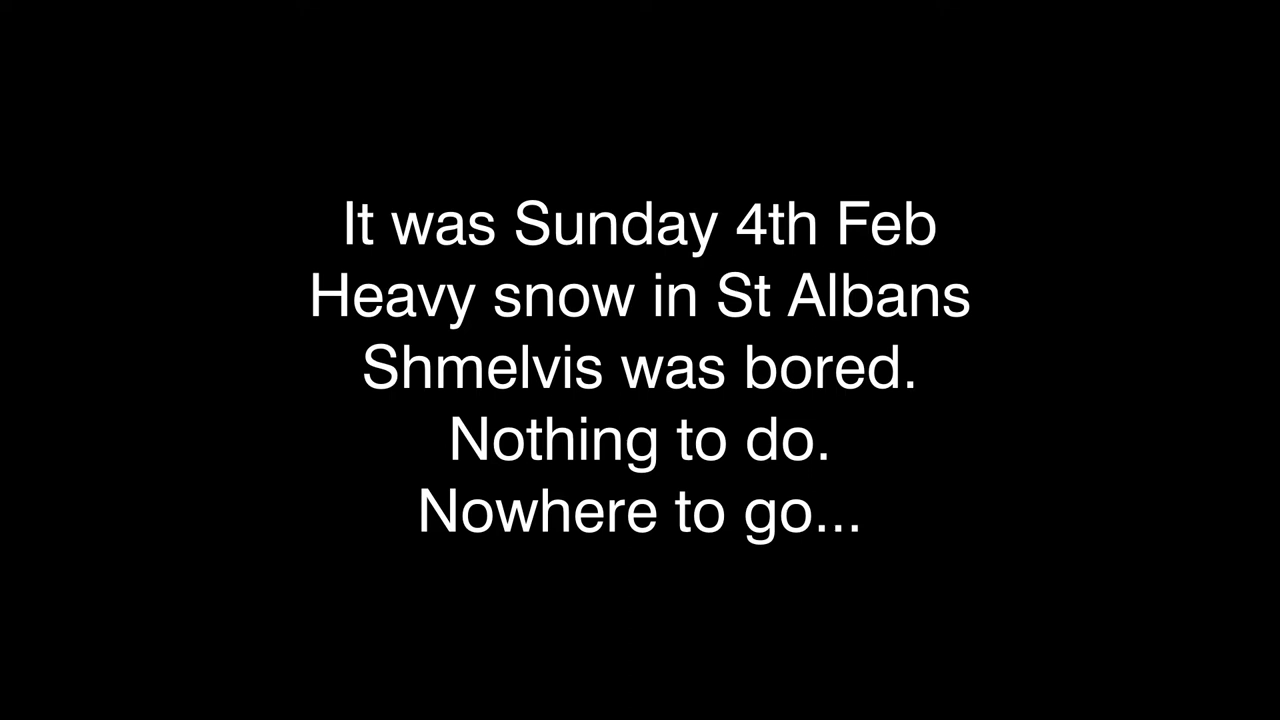 It was Sunday 4th Feb
Heavy snow in St Albans
Shmelvis was bored.
Nothing to do.
Nowhere to go...